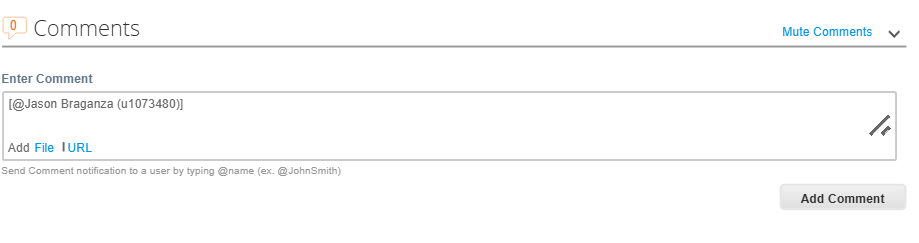 0 Comments
Mute Comments
Enter Comment
[@Jason Braganza (u1073480)]
Add File | URL
Send Comment notification to a user by typing @name (ex. @JohnSmith)
Add Comment